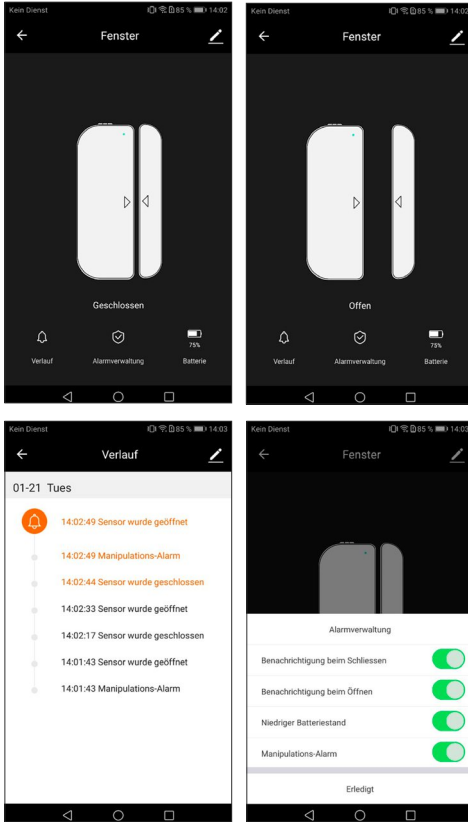 Kein Dienst 85 % 14:02
Fenster
Geschlossen
75%
Verlauf Alarmverwaltung Batterie
Kein Dienst 85 % 14:02
Fenster
Offen
75%
Verlauf Alarmverwaltung Batterie
Kein Dienst 85 % 14:03
Verlauf
01-21 Tues
14:02:49 Sensor wurde geöffnet
14:02:49 Manipulations-Alarm
14:02:44 Sensor wurde geschlossen
14:02:33 Sensor wurde geöffnet
14:02:17 Sensor wurde geschlossen
14:01:43 Sensor wurde geöffnet
14:01:43 Manipulations-Alarm
Kein Dienst 85 % 14:03
Fenster
Alarmverwaltung
Benachrichtigung beim Schliessen
Benachrichtigung beim Öffnen
Niedriger Batteriestand
Manipulations-Alarm
Erledigt